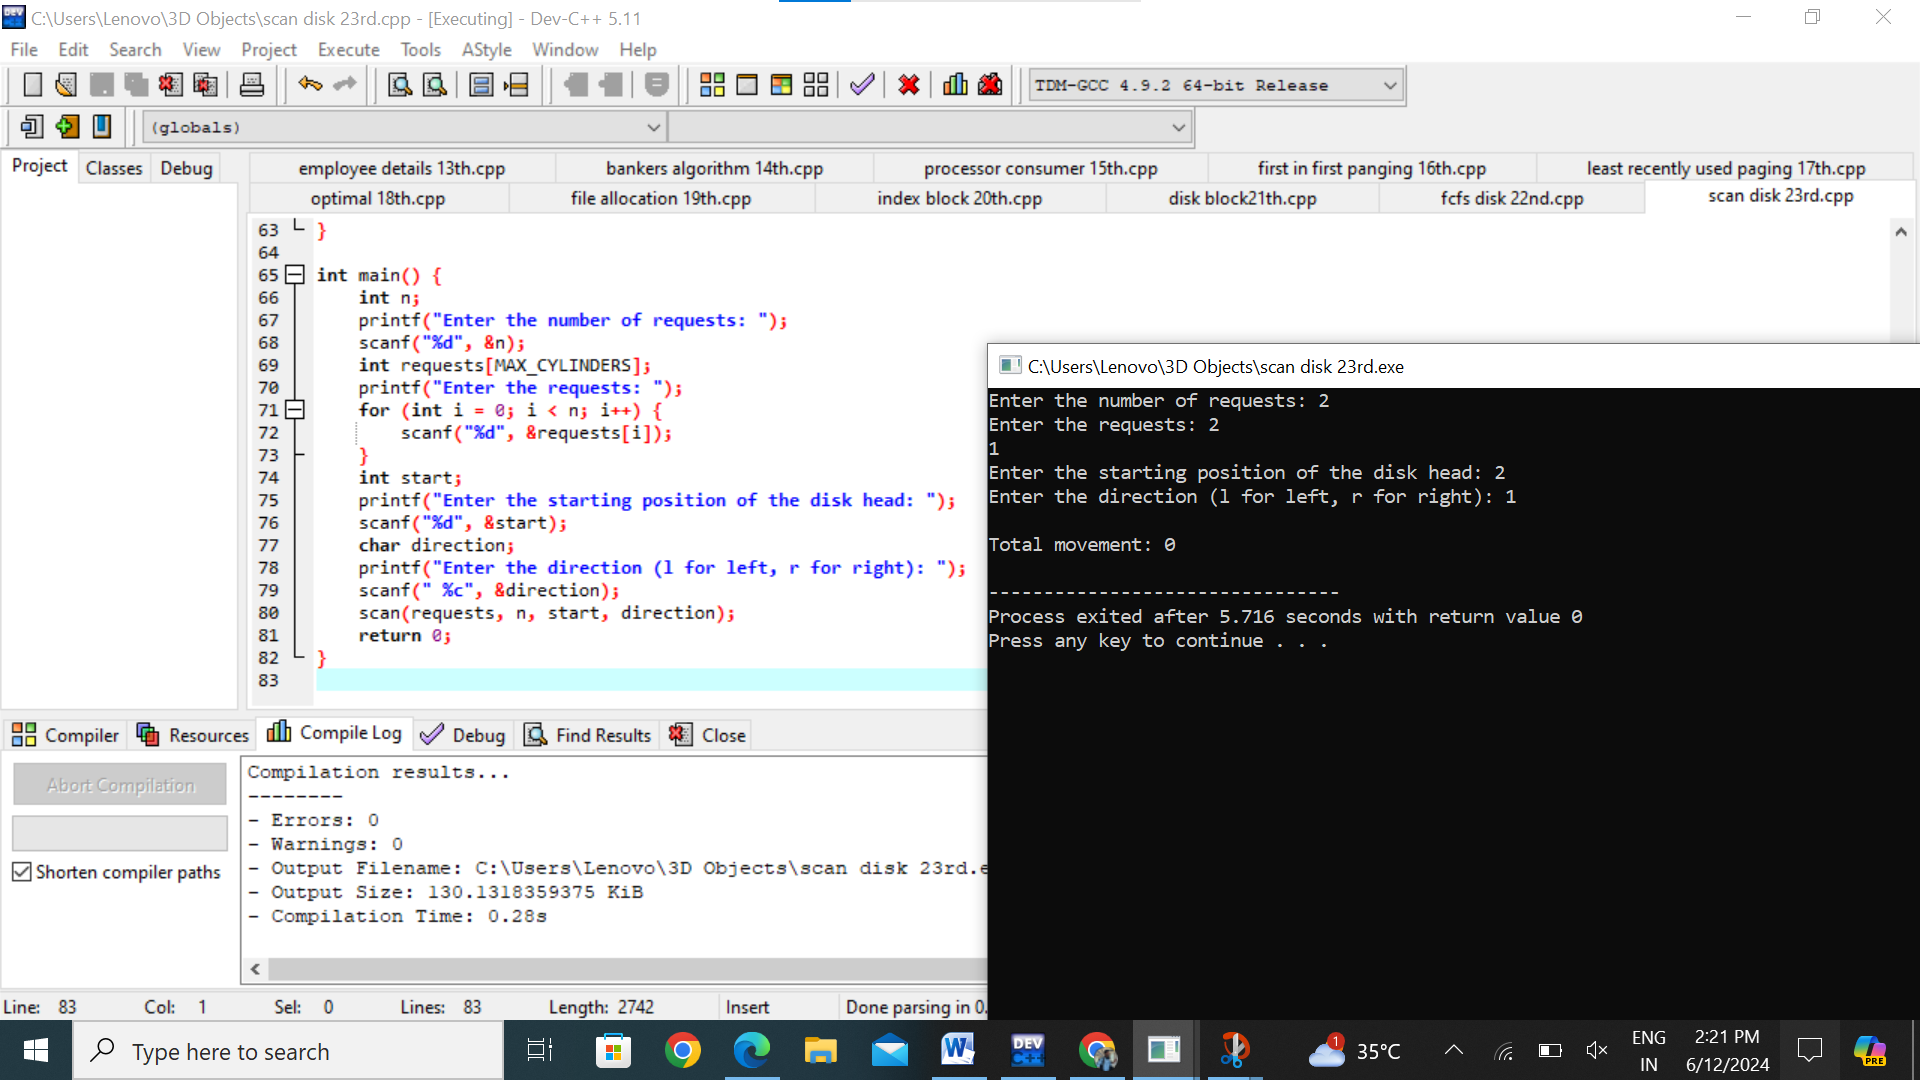 C:\Users\Lenovo\3D Objects\scan disk 23rd.cpp - [Executing] - Dev-C++ 5.11
File Edit Search View Project Execute Tools AStyle Window Help
TDM-GCC 4.9.2 64-bit Release
(globals)
Project Classes Debug
employee details 13th.cpp bankers algorithm 14th.cpp processor consumer 15th.cpp first in first panging 16th.cpp least recently used paging 17th.cpp
optimal 18th.cpp file allocation 19th.cpp index block 20th.cpp disk block21th.cpp fcfs disk 22nd.cpp scan disk 23rd.cpp
63 }
64
65 int main() {
66 int n;
67 printf("Enter the number of requests: ");
68 scanf("%d", &n);
69 int requests[MAX_CYLINDERS];
70 printf("Enter the requests: ");
71 for (int i = 0; i < n; i++) {
72 scanf("%d", &requests[i]);
73 }
74 int start;
75 printf("Enter the starting position of the disk head: ");
76 scanf("%d", &start);
77 char direction;
78 printf("Enter the direction (l for left, r for right): ");
79 scanf(" %c", &direction);
80 scan(requests, n, start, direction);
81 return 0;
82 }
83
C:\Users\Lenovo\3D Objects\scan disk 23rd.exe
Enter the number of requests: 2
Enter the requests: 2
1
Enter the starting position of the disk head: 2
Enter the direction (l for left, r for right): 1
Total movement: 0
--------------------------------
Process exited after 5.716 seconds with return value 0
Press any key to continue . . .
Compiler Resources Compile Log Debug Find Results Close
Abort Compilation
Shorten compiler paths
Compilation results...
--------
- Errors: 0
- Warnings: 0
- Output Filename: C:\Users\Lenovo\3D Objects\scan disk 23rd.e
- Output Size: 130.1318359375 KiB
- Compilation Time: 0.28s
Line: 83 Col: 1 Sel: 0 Lines: 83 Length: 2742 Insert Done parsing in 0.
Type here to search
DEV C++
1
35°C
ENG
IN
2:21 PM
6/12/2024
PRE